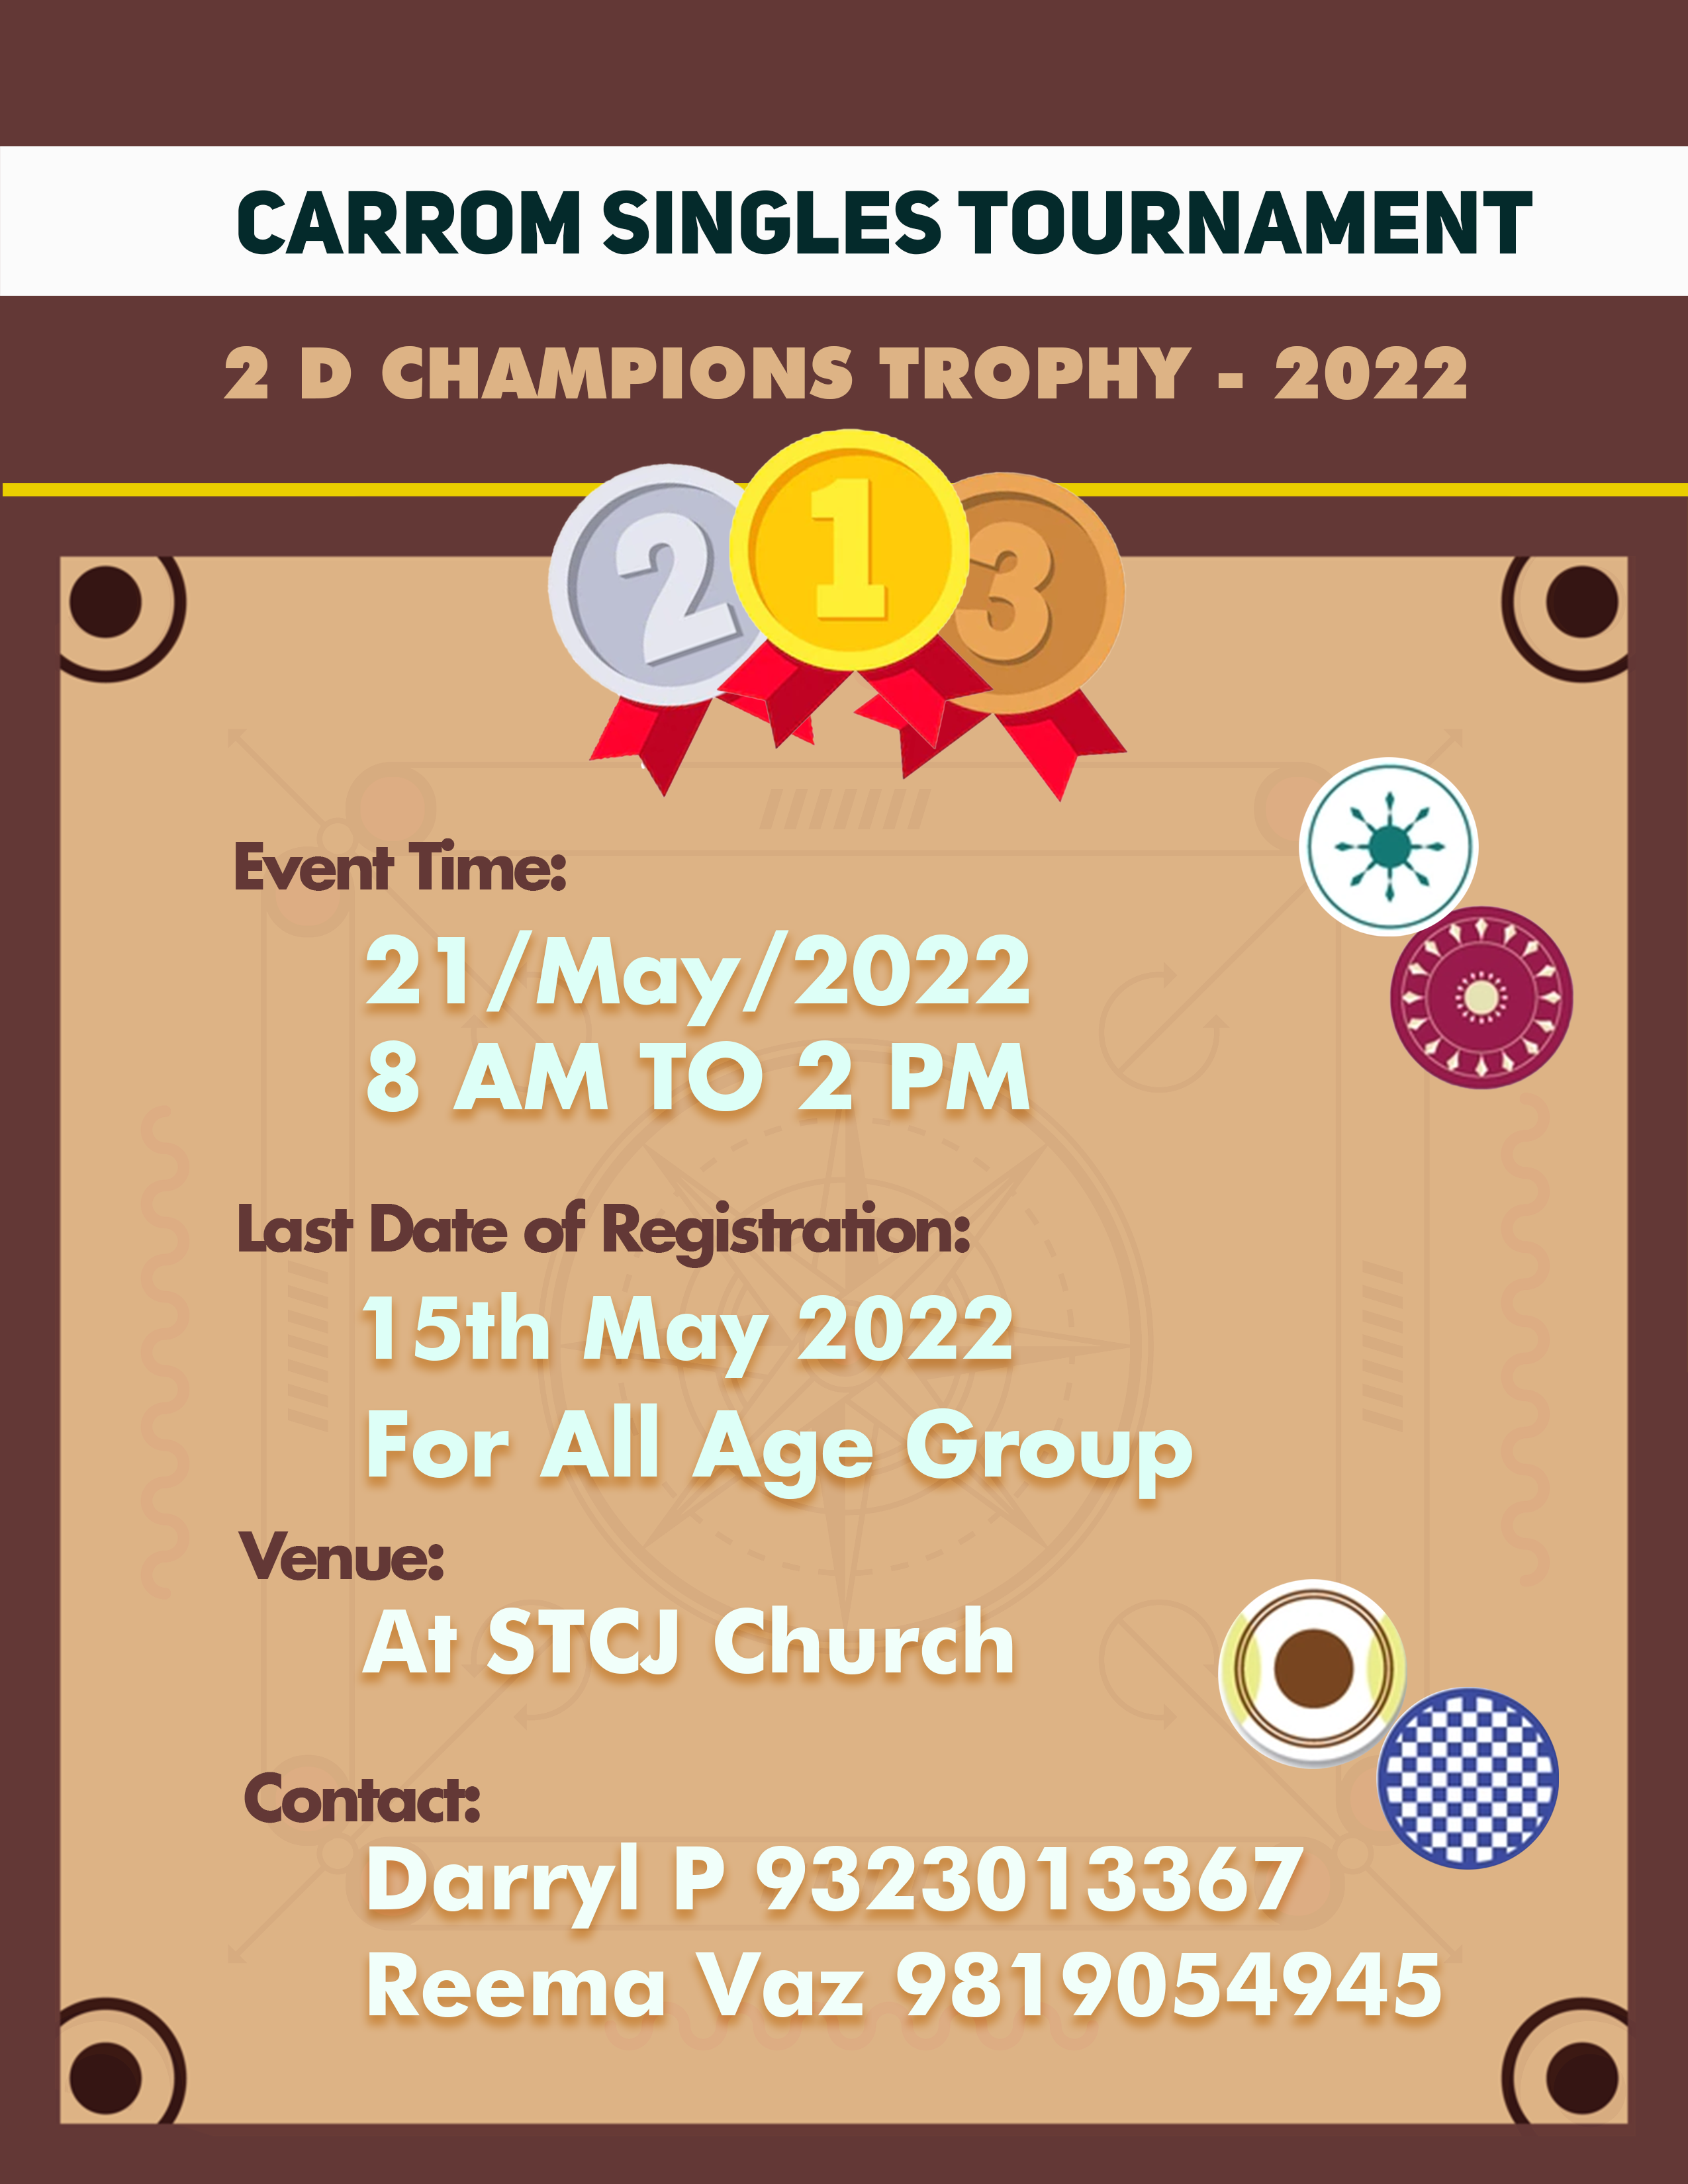 CARROM SINGLES TOURNAMENT
2 D CHAMPIONS TROPHY - 2022
2 1 3
Event Time:
21/May/2022
8 AM TO 2 PM
Last Date of Registration:
15th May 2022
For All Age Group
Venue:
At STCJ Church
Contact:
Darryl P 9323013367
Reema Vaz 9819054945